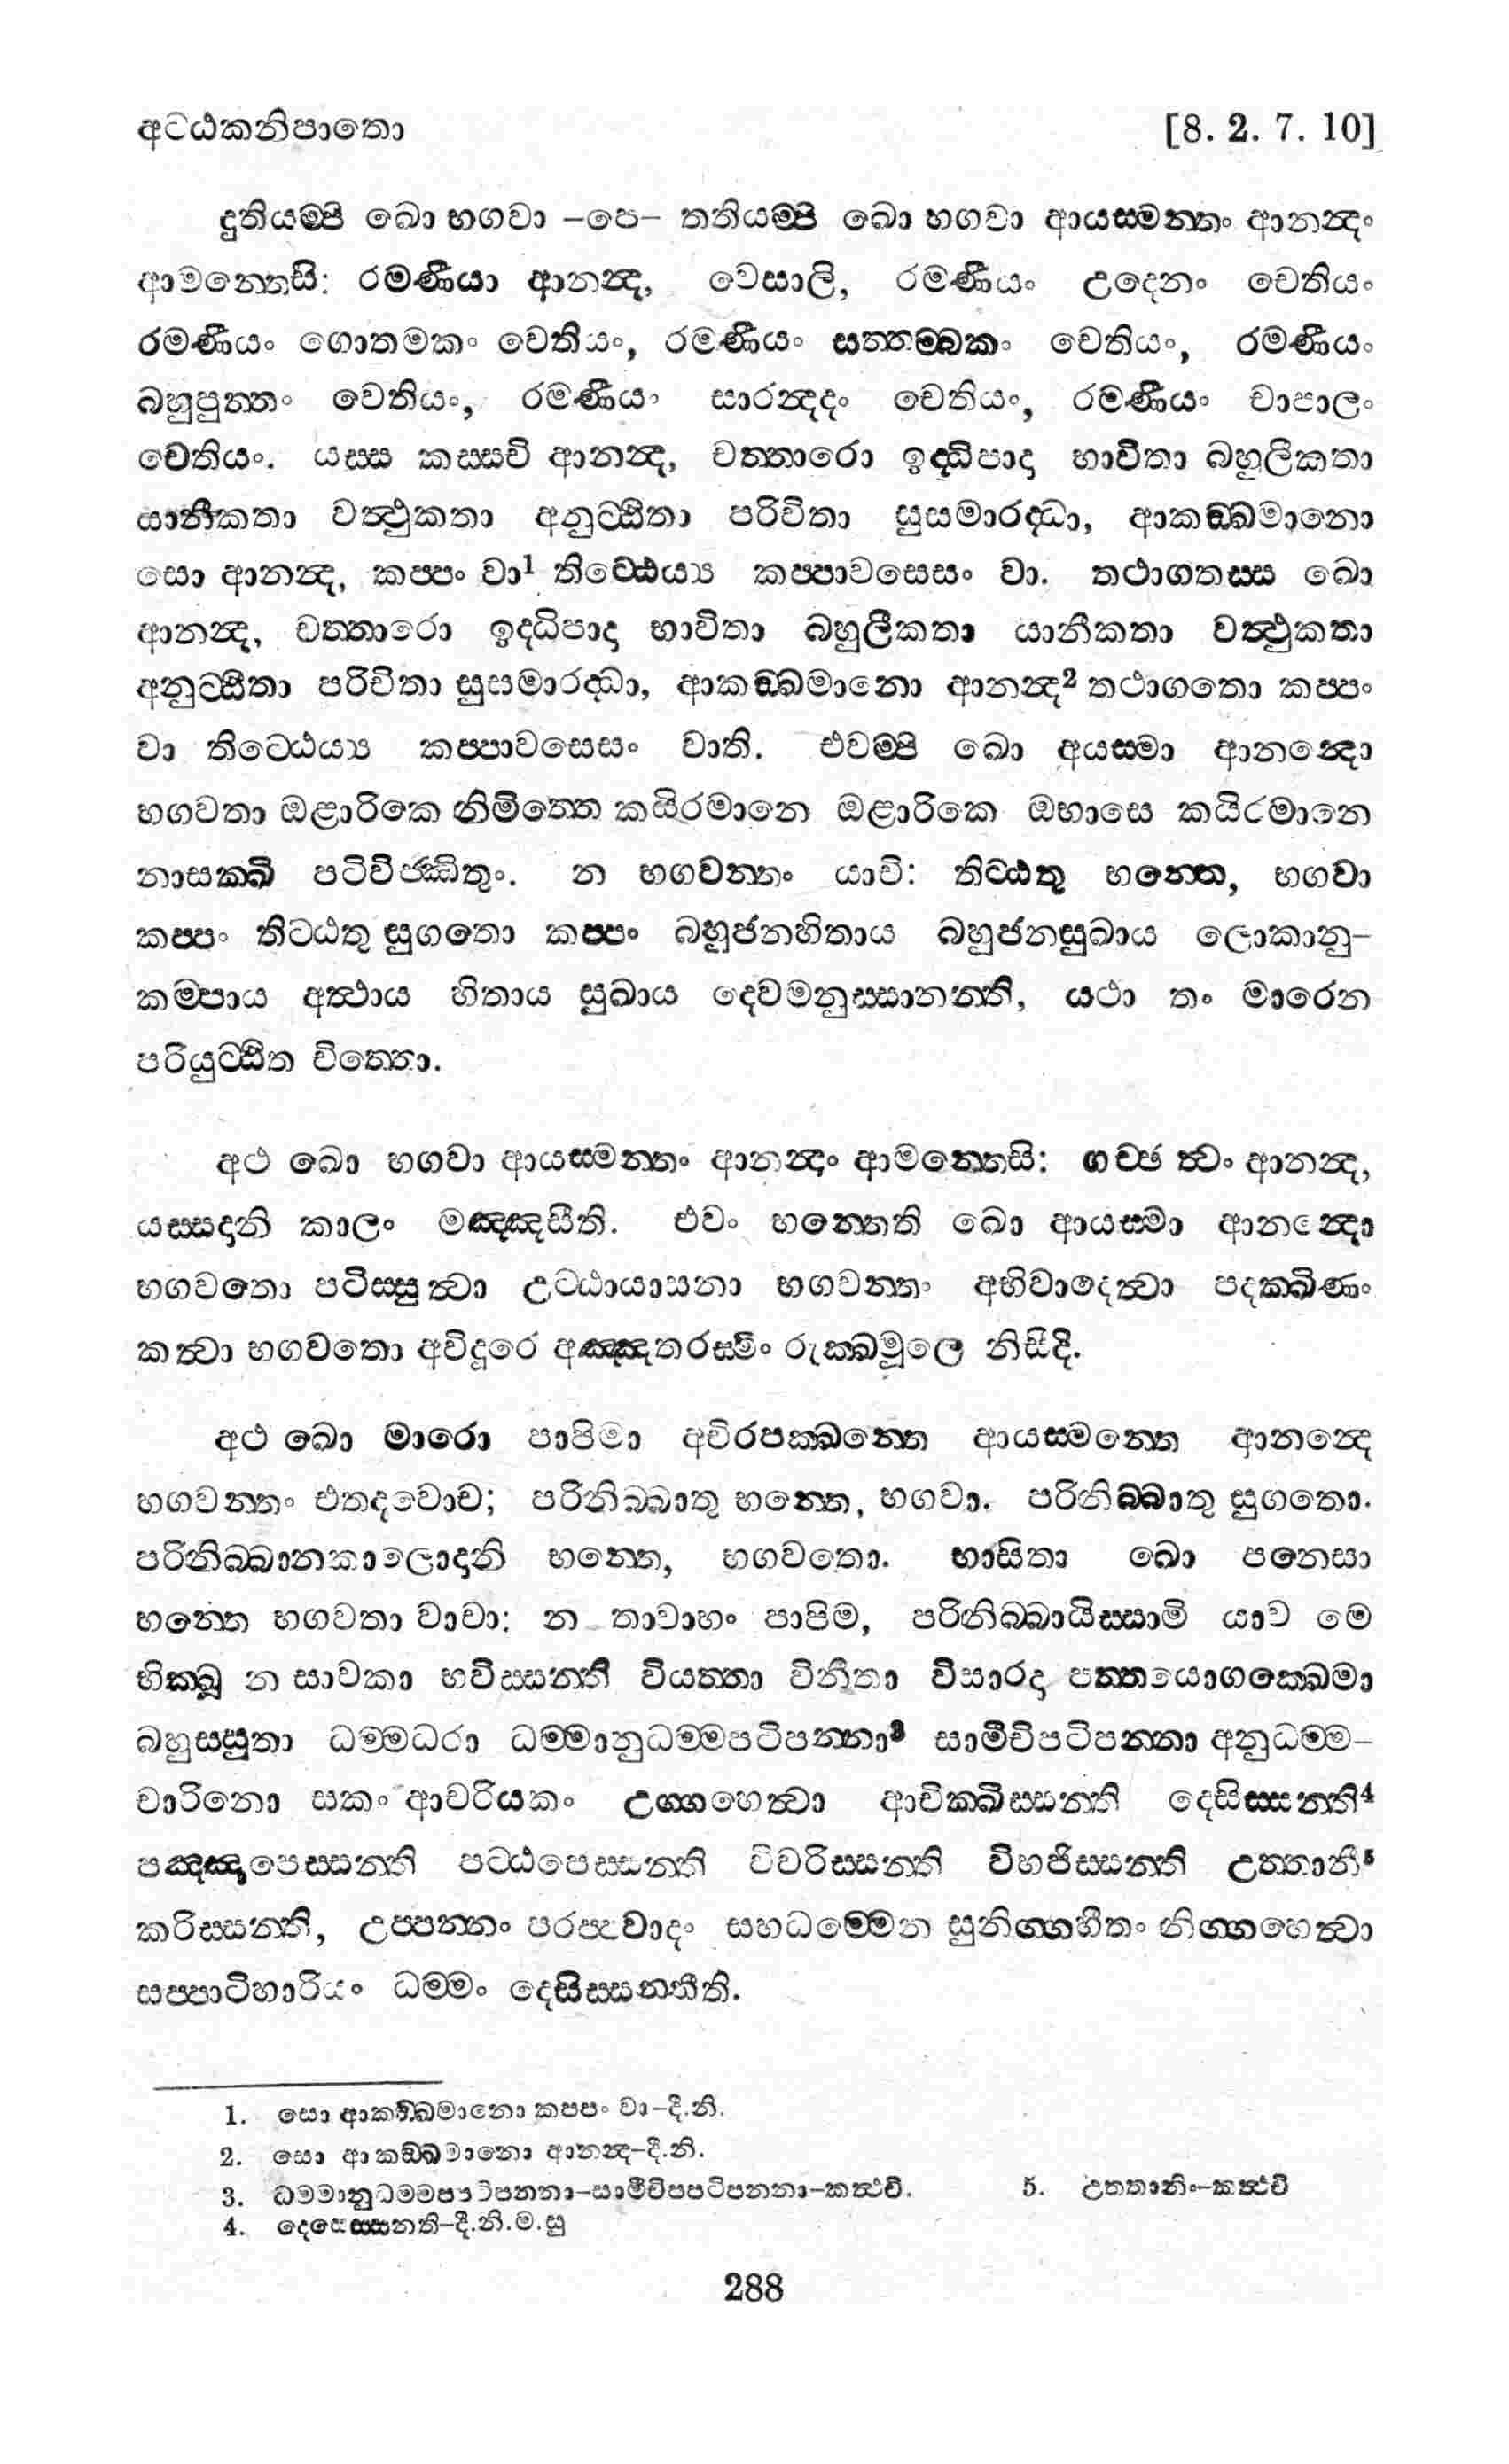 අට‍්ඨකනිපාතො [8. 2. 7. 10]
දුතියම‍්පි ඛො භගවා –පෙ– තතියම‍්පි ඛො භගවා ආයස‍්මන‍්තං ආනන්‍දං
ආමන‍්තෙසි: රමණීයා ආනන්‍ද, වෙසාලි, රමණීයං උදෙනං චෙතියං
රමණීයං ගොතමකං චෙතියං, රමණීයං සත‍්තම‍්බකං චෙතියං, රමණීයං
බහුපුත‍්තං චෙතියං, රමණීයං සාරන්‍දදං චෙතියං, රමණීයං චාපාලං
චෙතියං. යස‍්ස කස‍්සචි ආනන්‍ද, චත‍්තාරො ඉද‍්ධිපාදා භාවිතා බහුලීකතා
යානීකතා වත්‍ථුකතා අනුට‍්ඨිතා පරිචිතා සුසමාරද‍්ධා, ආකඞ‍්ඛමානො
සො ආනන්‍ද, කප‍්පං වා1 තිට‍්ඨෙය්‍ය කප‍්පාවසෙසං වා. තථාගතස‍්ස ඛො
ආනන්‍ද, චත‍්තාරො ඉද‍්ධිපාදා භාවිතා බහුලීකතා යානීකතා වත්‍ථුකතා
අනුට‍්ඨිතා පරිචිතා සුසමාරද‍්ධා, ආකඞ‍්ඛමානො ආනන්‍ද2 තථාගතො කප‍්පං
වා තිට‍්ඨෙය්‍ය කප‍්පාවසෙසං වාති. එවම‍්පි ඛො අයස‍්මා ආනන්‍දො
භගවතා ඔළාරිකෙ නිමිත‍්තෙ කයිරමානෙ ඔළාරිකෙ ඔභාසෙ කයිරමානෙ
නාසක‍්ඛි පටිවිජ‍්ඣිතුං. න භගවන‍්තං යාචි: තිට‍්ඨතු භන‍්තෙ, භගවා
කප‍්පං තිට‍්ඨතු සුගතො කප‍්පං බහුජනහිතාය බහුජනසුඛාය ලොකානු–
කම‍්පාය අත්‍ථාය හිතාය සුඛාය දෙවමනුස‍්සානන‍්ති, යථා තං මාරෙන
පරියුට‍්ඨිත චිත‍්තො.
අථ ඛො භගවා ආයස‍්මන‍්තං ආනන්‍දං ආමන‍්තෙසි: ගච‍්ඡ ත්‍වං ආනන්‍ද,
යස‍්සදානි කාලං මඤ‍්ඤසීති. එවං භන‍්තෙති ඛො ආයස‍්මා ආනන්‍දො
භගවතො පටිස‍්සුත්‍වා උට‍්ඨායාසනා භගවන‍්තං අභිවාදෙත්‍වා පදක‍්ඛිණං
කත්‍වා භගවතො අවිදූරෙ අඤ‍්ඤතරස‍්මිං රුක‍්ඛමූලෙ නිසීදි.
අථ ඛො මාරො පාපිමා අචිරපක‍්ඛන‍්තෙ ආයස‍්මන‍්තෙ ආනන්‍දෙ
භගවන‍්තං එතදවොච; පරිනිබ‍්බාතු භන‍්තෙ, භගවා. පරිනිබ‍්බාතු සුගතො.
පරිනිබ‍්බානකාලොදානි භන‍්තෙ, භගවතො. භාසිතා ඛො පනෙසා
භන‍්තෙ භගවතා වාචා: න තාවාහං පාපිම, පරිනිබ‍්බායිස‍්සාමි යාව මෙ
භික‍්ඛූ න සාවකා භවිස‍්සන‍්ති වියත‍්තා විනීතා විසාරදා පත‍්තයොගක‍්ඛෙමා
බහුස‍්සුතා ධම‍්මධරා ධම‍්මානුධම‍්මපටිපන‍්නා3 සාමීචිපටිපන‍්නා අනුධම‍්ම–
චාරිනො සකං ආචරියකං උග‍්ගහෙත්‍වා ආචික‍්ඛිස‍්සන‍්ති දෙසිස‍්සන‍්ති4
පඤ‍්ඤපෙස‍්සන‍්ති පට‍්ඨපෙස‍්සන‍්ති විවරිස‍්සන‍්ති විභජිස‍්සන‍්ති උත‍්තානී5
කරිස‍්සන‍්ති, උප‍්පන‍්නං පරප‍්පවාදං සහධම‍්මෙන සුනිග‍්ගහීතං නිග‍්ගහෙත්‍වා
සප‍්පාටිහාරියං ධම‍්මං දෙසිස‍්සන‍්තීති.
1. සො ආකඞ‍්ඛමානො කප‍්පං වා–දී.නි.
2. සො ආකඞ‍්ඛමානො ආනන්‍ද–දී.නි.
3. ධම‍්මානුධම‍්මප‍්පටිපන‍්නා–සාමීචිප‍්පටිපන‍්නා–කත්‍ථචි. 5. උත‍්තානිං–කත්‍ථචි
4. දෙසෙස‍්සන‍්ති–දී.නි.ම.සු
288